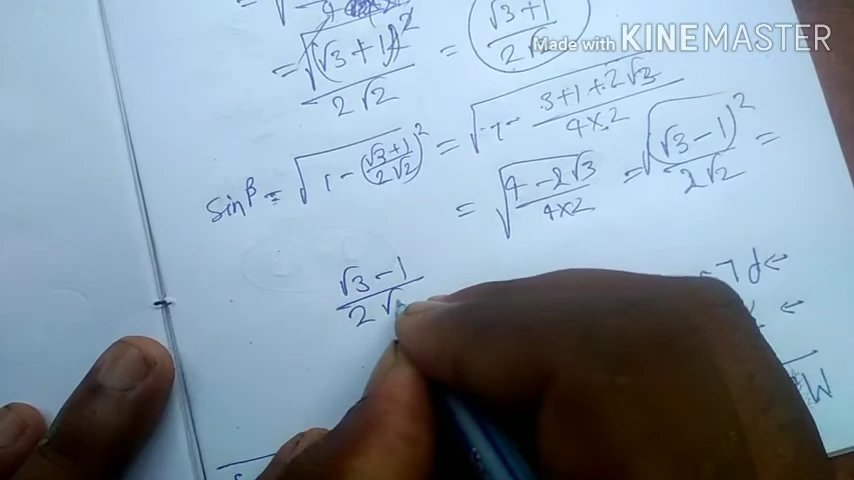 = √((√3+1)²) / 2√2 = (√3+1) / 2√2
Made with KINEMASTER
sin β = √(1 - ((√3+1)/(2√2))²) = √(1 - (3+1+2√3)/(4×2))
= √((4-2√3)/(4×2)) = √((√3-1)²) / 2√2 =
(√3-1) / 2√